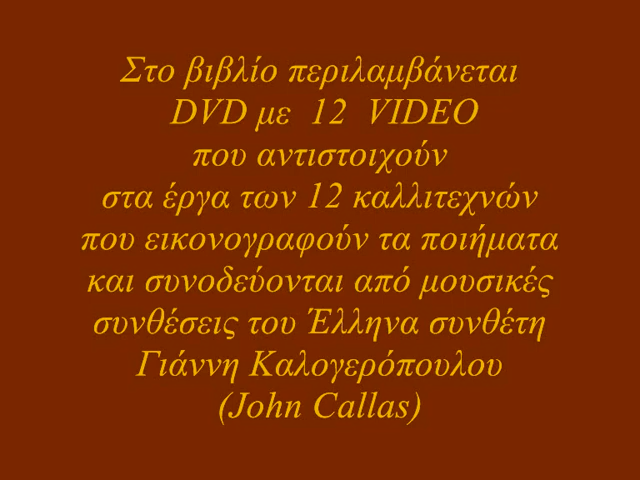 Στο βιβλίο περιλαμβάνεται
DVD με 12 VIDEO
που αντιστοιχούν
στα έργα των 12 καλλιτεχνών
που εικονογραφούν τα ποιήματα
και συνοδεύονται από μουσικές
συνθέσεις του Έλληνα συνθέτη
Γιάννη Καλογερόπουλου
(John Callas)